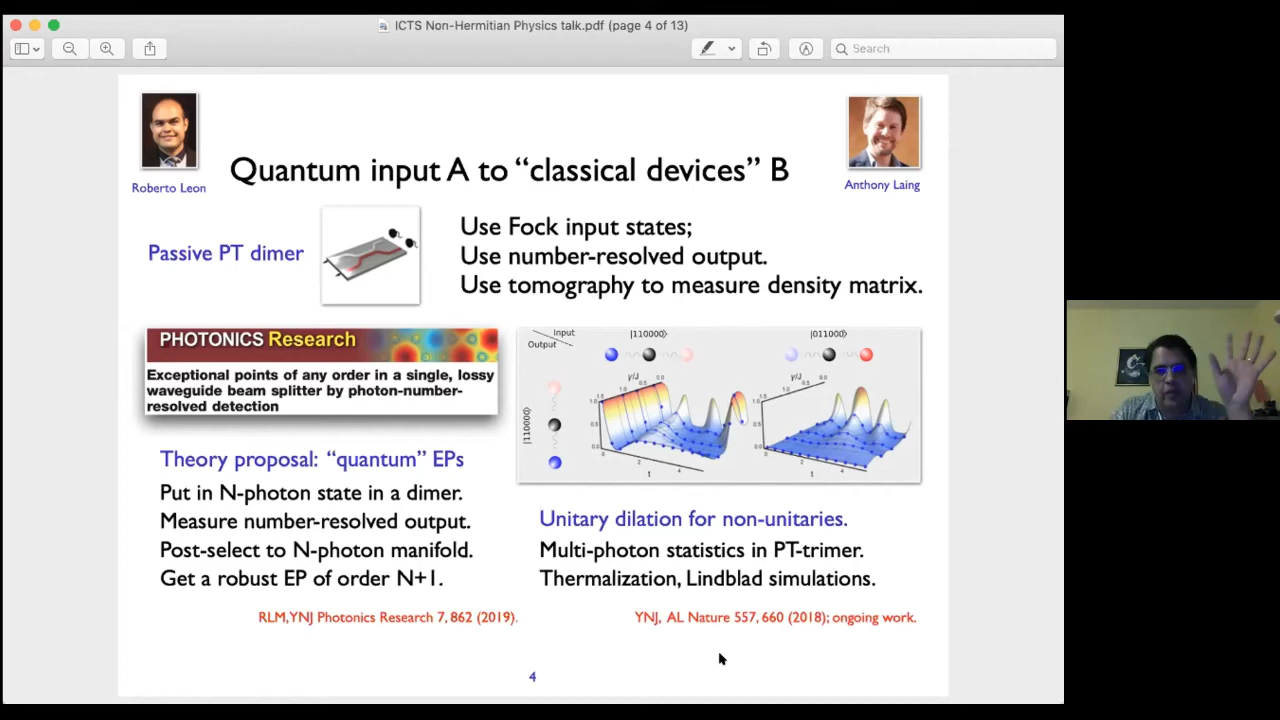 ICTS Non-Hermitian Physics talk.pdf (page 4 of 13)
Search
Roberto Leon
Quantum input A to “classical devices” B
Anthony Laing
Passive PT dimer
Use Fock input states;
Use number-resolved output.
Use tomography to measure density matrix.
PHOTONICS Research
Exceptional points of any order in a single, lossy
waveguide beam splitter by photon-number-
resolved detection
Input
Output
|110000⟩
|011000⟩
|110000⟩
γ/J
γ/J
t
t
Theory proposal: “quantum” EPs
Put in N-photon state in a dimer.
Measure number-resolved output.
Post-select to N-photon manifold.
Get a robust EP of order N+1.
RLM,YNJ Photonics Research 7, 862 (2019).
Unitary dilation for non-unitaries.
Multi-photon statistics in PT-trimer.
Thermalization, Lindblad simulations.
YNJ, AL Nature 557, 660 (2018); ongoing work.
4